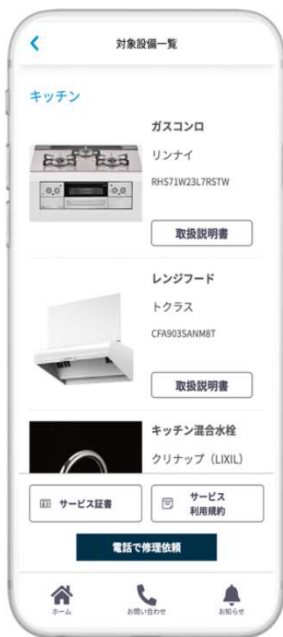 対象設備一覧
キッチン
ガスコンロ
リンナイ
RHS71W23L7RSTW
取扱説明書
レンジフード
トクラス
CFA903SANM8T
取扱説明書
キッチン混合水栓
クリナップ（LIXIL）
サービス証書
サービス
利用規約
電話で修理依頼
ホーム
お問い合わせ
お知らせ